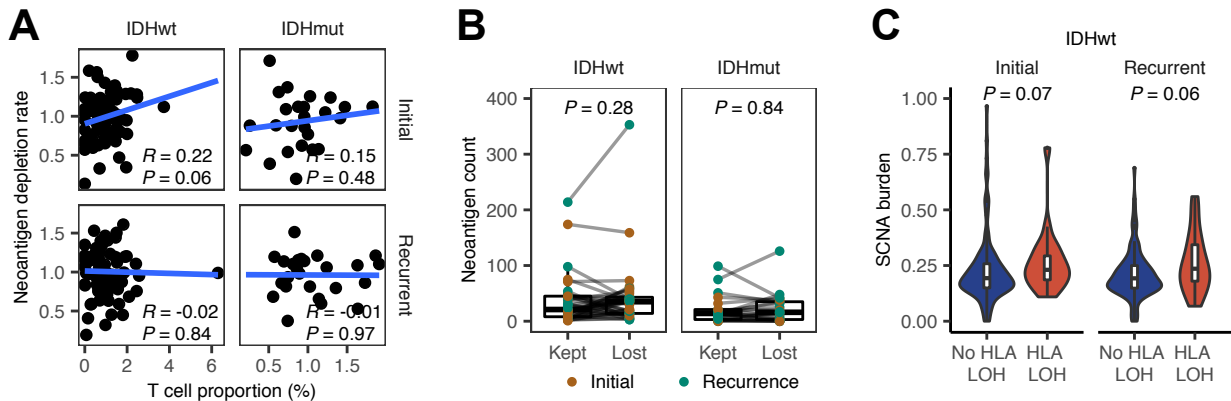 A
IDHwt
IDHmut
Neoantigen depletion rate
1.5
1.0
0.5
R = 0.22
P = 0.06
R = 0.15
P = 0.48
Initial
1.5
1.0
0.5
R = -0.02
P = 0.84
R = -0.01
P = 0.97
Recurrent
0 2 4 6
0.5 1.0 1.5
T cell proportion (%)
B
IDHwt
IDHmut
Neoantigen count
400
300
200
100
0
P = 0.28
P = 0.84
Kept Lost
Kept Lost
Initial
Recurrence
C
IDHwt
Initial
Recurrent
P = 0.07
P = 0.06
SCNA burden
1.00
0.75
0.50
0.25
0.00
No HLA
LOH
HLA
LOH
No HLA
LOH
HLA
LOH